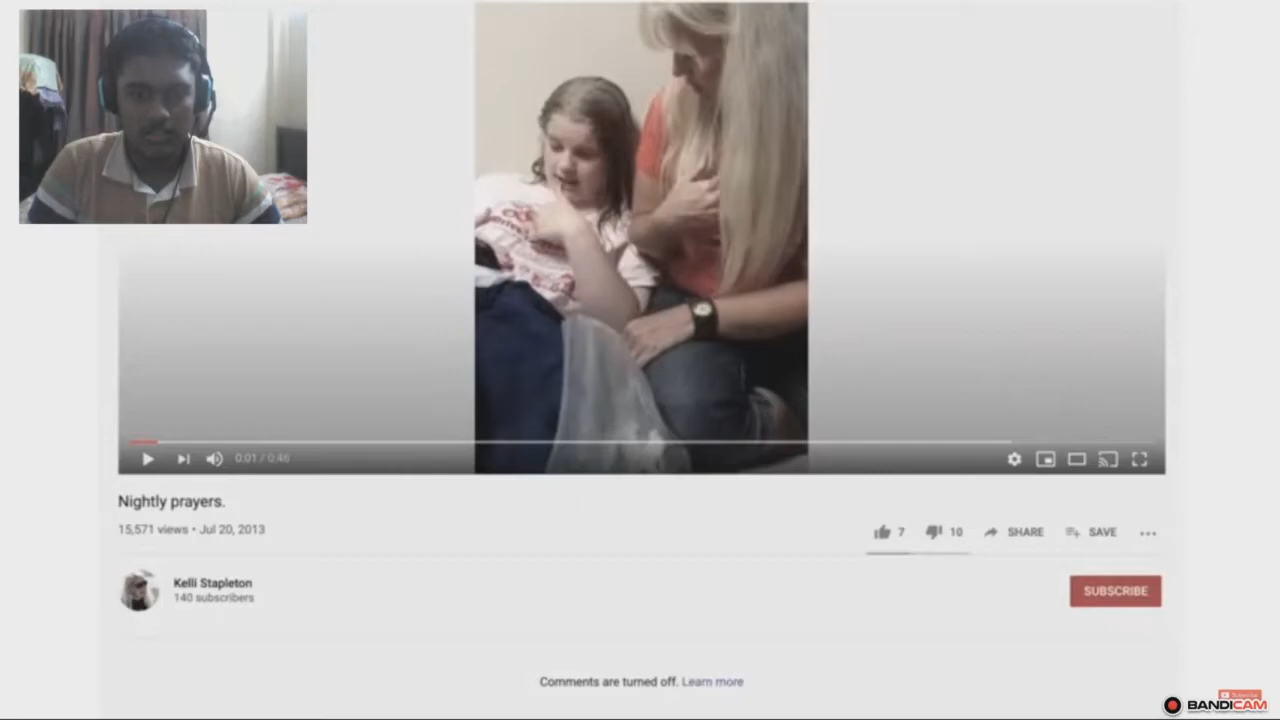 0:01 / 0:46
Nightly prayers.
15,571 views • Jul 20, 2013
7
10
SHARE
SAVE
Kelli Stapleton
140 subscribers
SUBSCRIBE
Comments are turned off. Learn more
Subscribe
BANDICAM